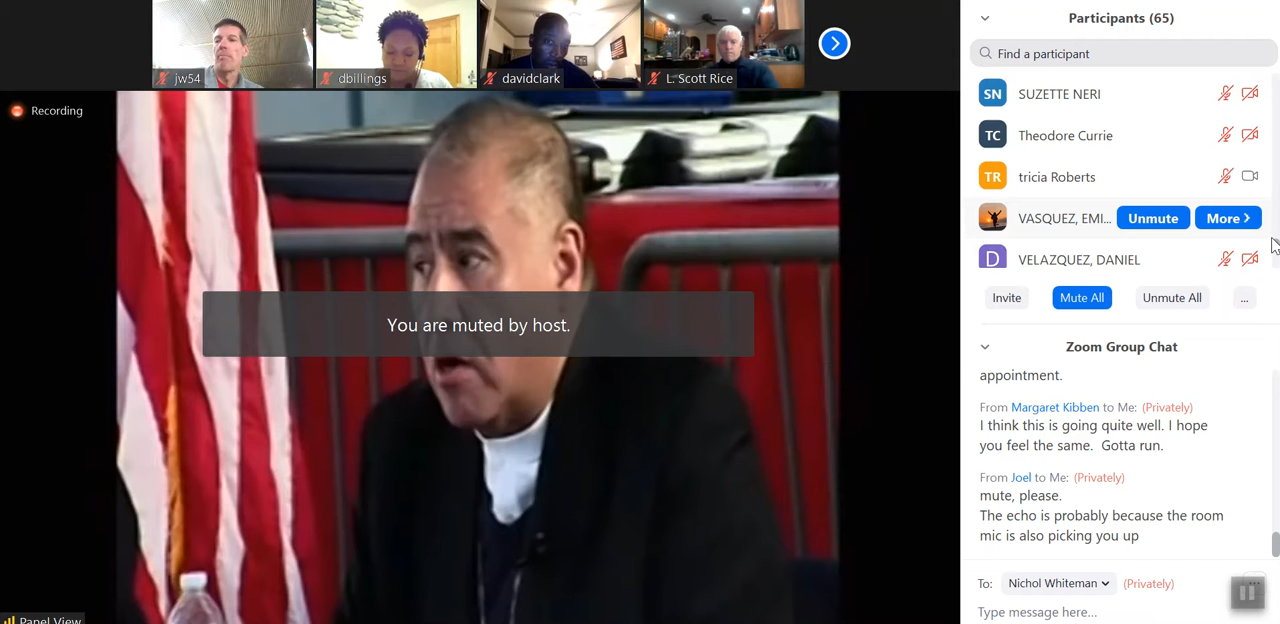 jw54
dbillings
davidclark
L. Scott Rice
Recording
You are muted by host.
Panel View
Participants (65)
Find a participant
SN SUZETTE NERI
TC Theodore Currie
TR tricia Roberts
VASQUEZ, EMI... Unmute More
D VELAZQUEZ, DANIEL
Invite Mute All Unmute All ...
Zoom Group Chat
appointment.
From Margaret Kibben to Me: (Privately)
I think this is going quite well. I hope
you feel the same. Gotta run.
From Joel to Me: (Privately)
mute, please.
The echo is probably because the room
mic is also picking you up
To: Nichol Whiteman (Privately)
Type message here...